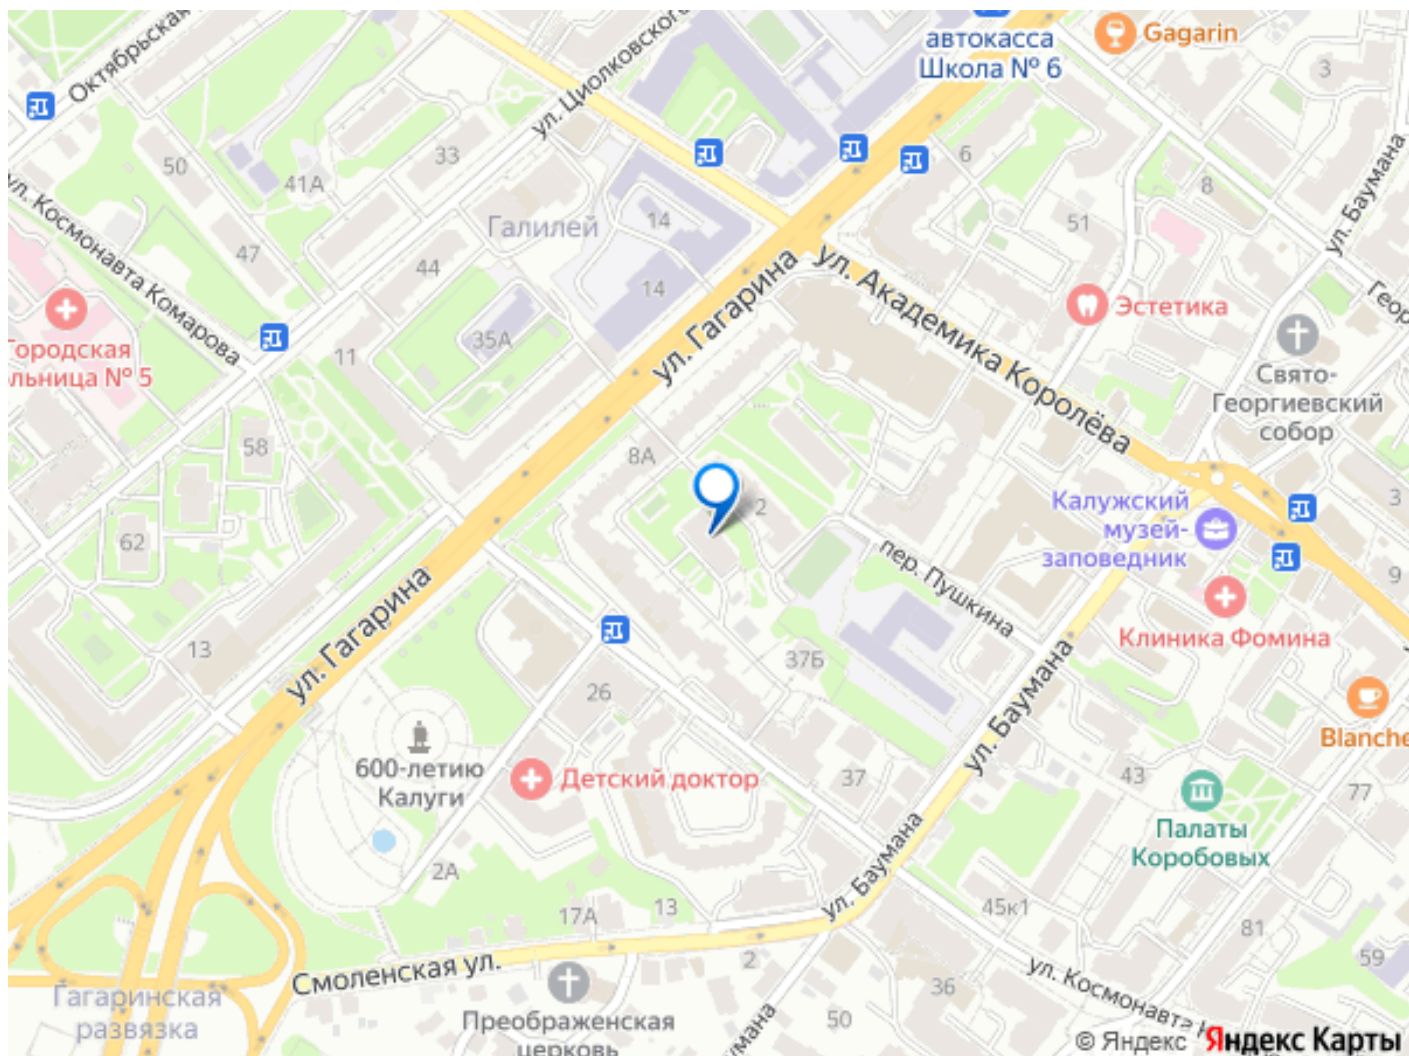 Октябрьская
ул. Циолковского
автокасса
Школа № 6
Gagarin
3
50
33
41А
6
8
ул. Баумана
ул. Космонавта Комарова
47
44
Галилей
14
14
51
ул. Академика Королёва
ул. Гагарина
Эстетика
Свято-
Георгиевский
собор
Городская
11
35А
58
8А
62
2
Калужский
музей-
заповедник
3
9
пер. Пушкина
Клиника Фомина
ул. Гагарина
13
37Б
26
ул. Баумана
Blanche
600-летию
Калуги
Детский доктор
37
43
77
Палаты
Коробовых
2А
ул. Баумана
17А
13
45к1
81
59
Смоленская ул.
2
36
50
Гагаринская
развязка
Преображенская
церковь
ул. Космонавта
© Яндекс Яндекс Карты